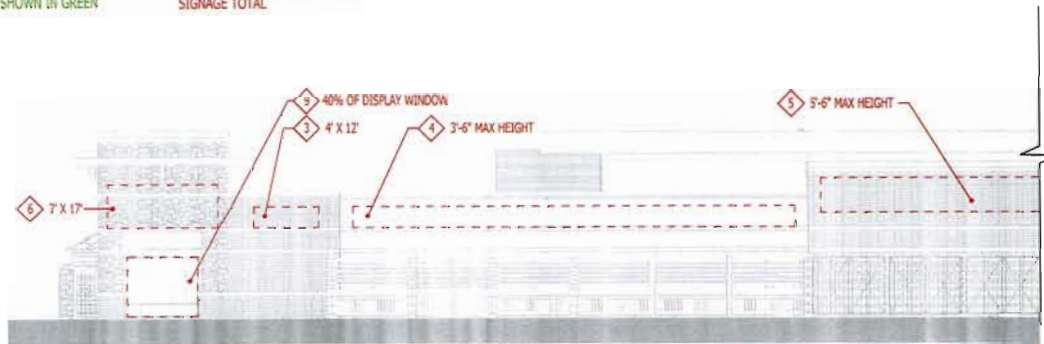 SHOWN IN GREEN SIGNAGE TOTAL
9 40% OF DISPLAY WINDOW
3 4' X 12'
4 3'-6" MAX HEIGHT
5 5'-6" MAX HEIGHT
6 7' X 17'